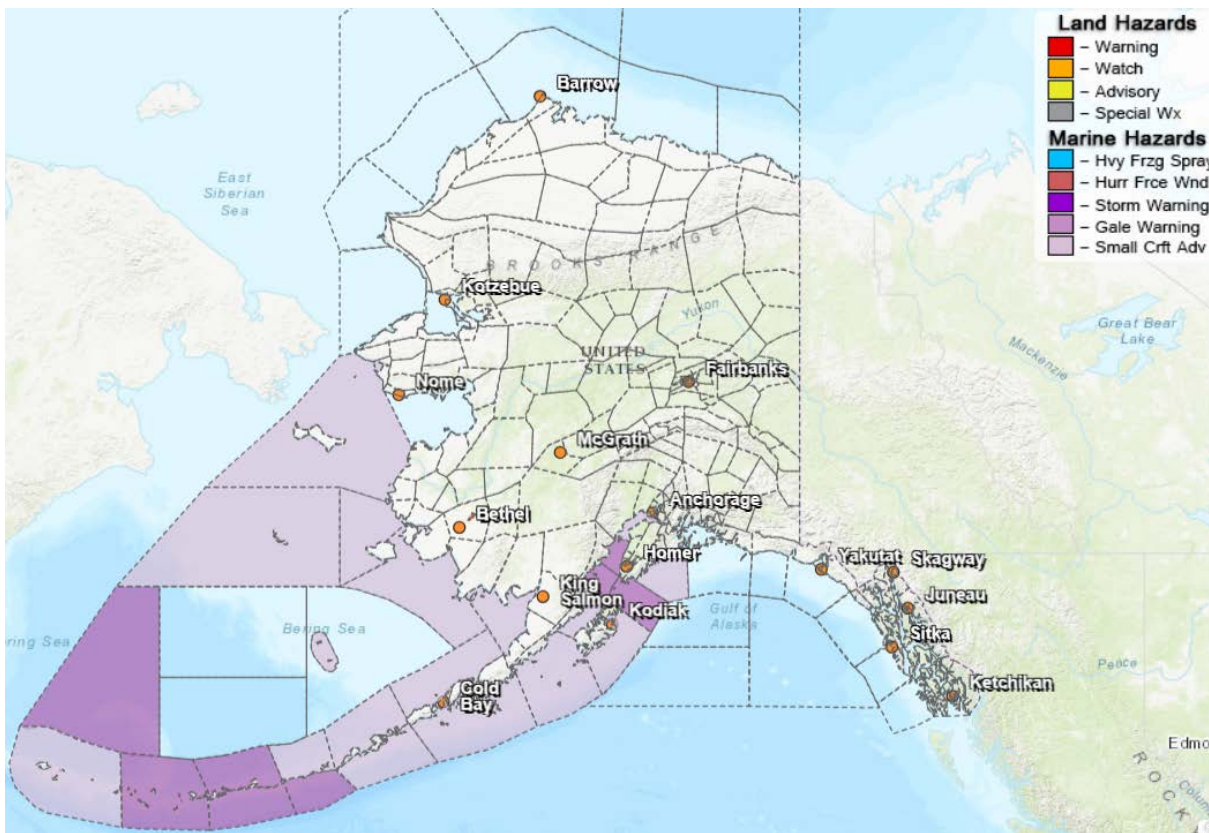 Land Hazards
– Warning
– Watch
– Advisory
– Special Wx
Marine Hazards
– Hvy Frzg Spray
– Hurr Frce Wnd
– Storm Warning
– Gale Warning
– Small Crft Adv
Barrow
East
Siberian
Sea
BROOKS RANGE
Kotzebue
Yukon
Great Bear
Lake
Mackenzie
UNITED
STATES
Fairbanks
Nome
McGrath
Anchorage
Bethel
Homer
Yakutat
Skagway
King
Salmon
Juneau
Kodiak
Gulf of
Alaska
Bering Sea
ering Sea
Sitka
Peace
Ketchikan
Cold
Bay
Edmo
ROCK
Colum